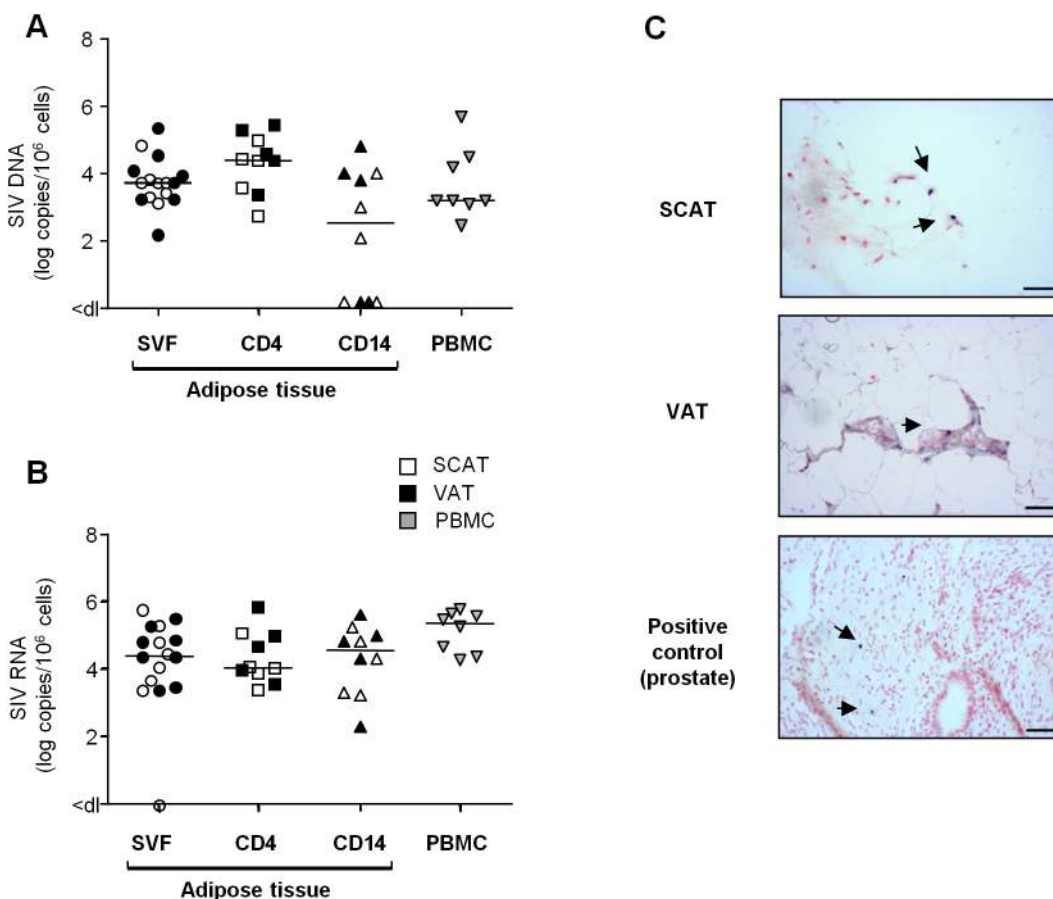 A
SIV DNA
(log copies/10⁶ cells)
8
6
4
2
<dl
SVF CD4 CD14 PBMC
Adipose tissue
B
SCAT
VAT
PBMC
SIV RNA
(log copies/10⁶ cells)
8
6
4
2
<dl
SVF CD4 CD14 PBMC
Adipose tissue
C
SCAT
VAT
Positive
control
(prostate)